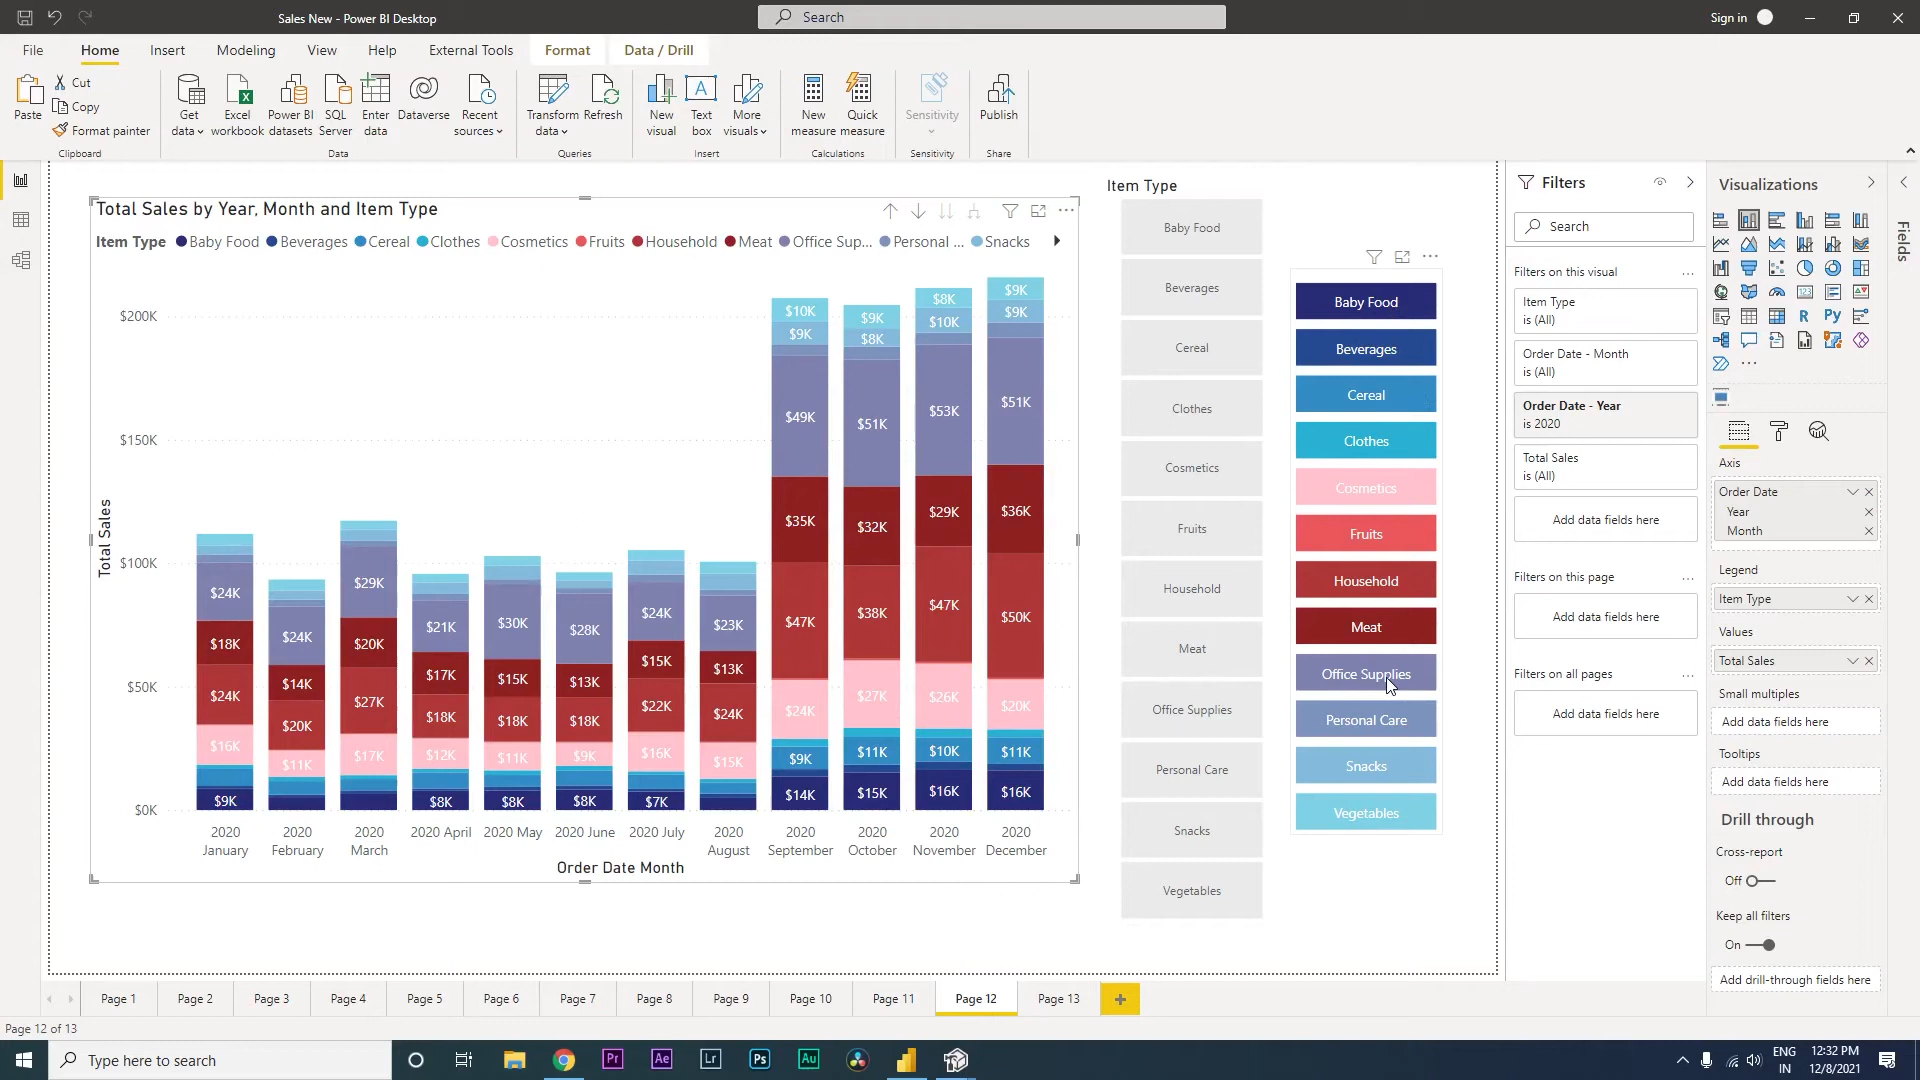 Sales New - Power BI Desktop
Search
Sign in
File Home Insert Modeling View Help External Tools Format Data / Drill
Paste
Cut
Copy
Format painter
Clipboard
Get data
Excel workbook
Power BI datasets
SQL Server
Enter data
Dataverse
Recent sources
Data
Transform data
Refresh
Queries
New visual
Text box
More visuals
Insert
New measure
Quick measure
Calculations
Sensitivity
Sensitivity
Publish
Share
Total Sales by Year, Month and Item Type
Item Type Baby Food Beverages Cereal Clothes Cosmetics Fruits Household Meat Office Sup... Personal ... Snacks
Total Sales
$200K
$150K
$100K
$50K
$0K
$24K
$18K
$24K
$16K
$9K
$24K
$14K
$20K
$11K
$29K
$20K
$27K
$17K
$21K
$17K
$18K
$12K
$8K
$30K
$15K
$18K
$11K
$8K
$28K
$13K
$18K
$9K
$8K
$24K
$15K
$22K
$16K
$7K
$23K
$13K
$24K
$15K
$10K
$9K
$49K
$35K
$47K
$24K
$9K
$14K
$9K
$8K
$51K
$32K
$38K
$27K
$11K
$15K
$8K
$10K
$53K
$29K
$47K
$26K
$10K
$16K
$9K
$9K
$51K
$36K
$50K
$20K
$11K
$16K
2020 January
2020 February
2020 March
2020 April
2020 May
2020 June
2020 July
2020 August
2020 September
2020 October
2020 November
2020 December
Order Date Month
Item Type
Baby Food
Beverages
Cereal
Clothes
Cosmetics
Fruits
Household
Meat
Office Supplies
Personal Care
Snacks
Vegetables
Baby Food
Beverages
Cereal
Clothes
Cosmetics
Fruits
Household
Meat
Office Supplies
Personal Care
Snacks
Vegetables
Filters
Search
Filters on this visual
Item Type
is (All)
Order Date - Month
is (All)
Order Date - Year
is 2020
Total Sales
is (All)
Add data fields here
Filters on this page
Add data fields here
Filters on all pages
Add data fields here
Visualizations
R
Py
123
Axis
Order Date
Year
Month
Legend
Item Type
Values
Total Sales
Small multiples
Add data fields here
Tooltips
Add data fields here
Drill through
Cross-report
Off
Keep all filters
On
Add drill-through fields here
Fields
Page 1 Page 2 Page 3 Page 4 Page 5 Page 6 Page 7 Page 8 Page 9 Page 10 Page 11 Page 12 Page 13
Page 12 of 13
Type here to search
Pr
Ae
Lr
Ps
Au
ENG
IN
12:32 PM
12/8/2021